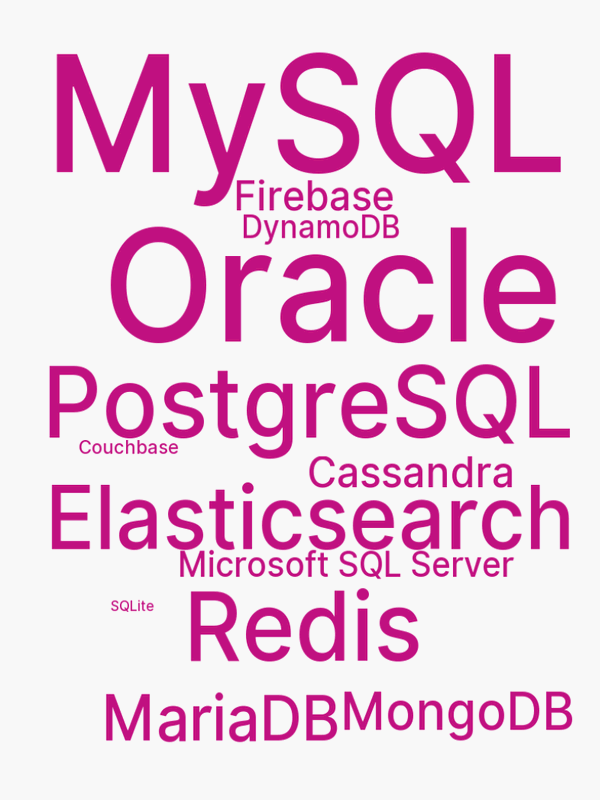 MySQL
Firebase
DynamoDB
Oracle
PostgreSQL
Couchbase
Cassandra
Elasticsearch
Microsoft SQL Server
SQLite
Redis
MariaDB
MongoDB